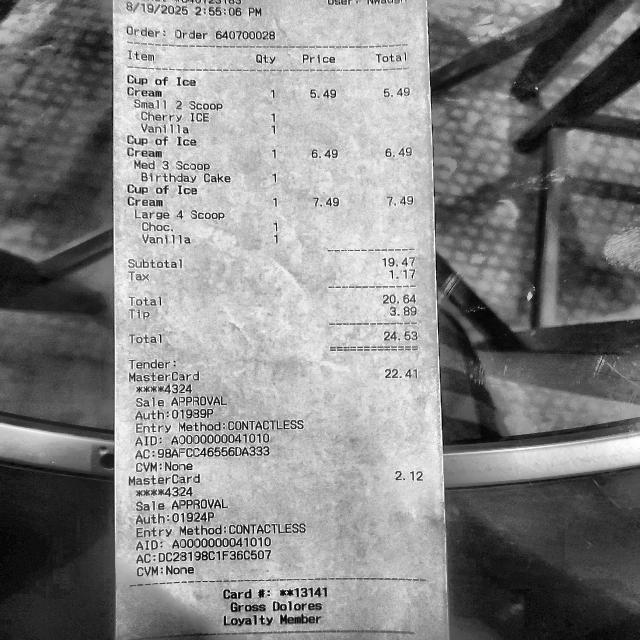 8/19/2025 2:55:06 PM
Order: Order 640700028
Item Qty Price Total
Cup of Ice
Cream 1 5.49 5.49
Small 2 Scoop
Cherry ICE 1
Vanilla 1
Cup of Ice
Cream 1 6.49 6.49
Med 3 Scoop
Birthday Cake 1
Cup of Ice
Cream 1 7.49 7.49
Large 4 Scoop
Choc. 1
Vanilla 1
Subtotal 19.47
Tax 1.17
Total 20.64
Tip 3.89
Total 24.53
Tender:
MasterCard 22.41
****4324
Sale APPROVAL
Auth:01989P
Entry Method:CONTACTLESS
AID: A0000000041010
AC:98AFCC46556DA333
CVM:None
MasterCard 2.12
****4324
Sale APPROVAL
Auth:01924P
Entry Method:CONTACTLESS
AID: A0000000041010
AC:DC28198C1F36C507
CVM:None
Card #: **13141
Gross Dolores
Loyalty Member